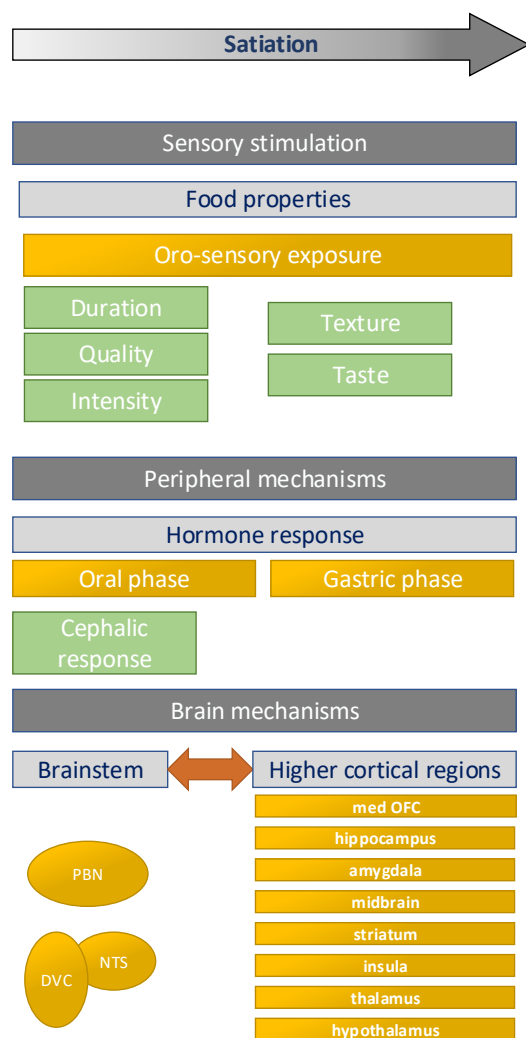 Satiation
Sensory stimulation
Food properties
Oro-sensory exposure
Duration
Quality
Intensity
Texture
Taste
Peripheral mechanisms
Hormone response
Oral phase
Gastric phase
Cephalic
response
Brain mechanisms
Brainstem
Higher cortical regions
PBN
DVC
NTS
med OFC
hippocampus
amygdala
midbrain
striatum
insula
thalamus
hypothalamus